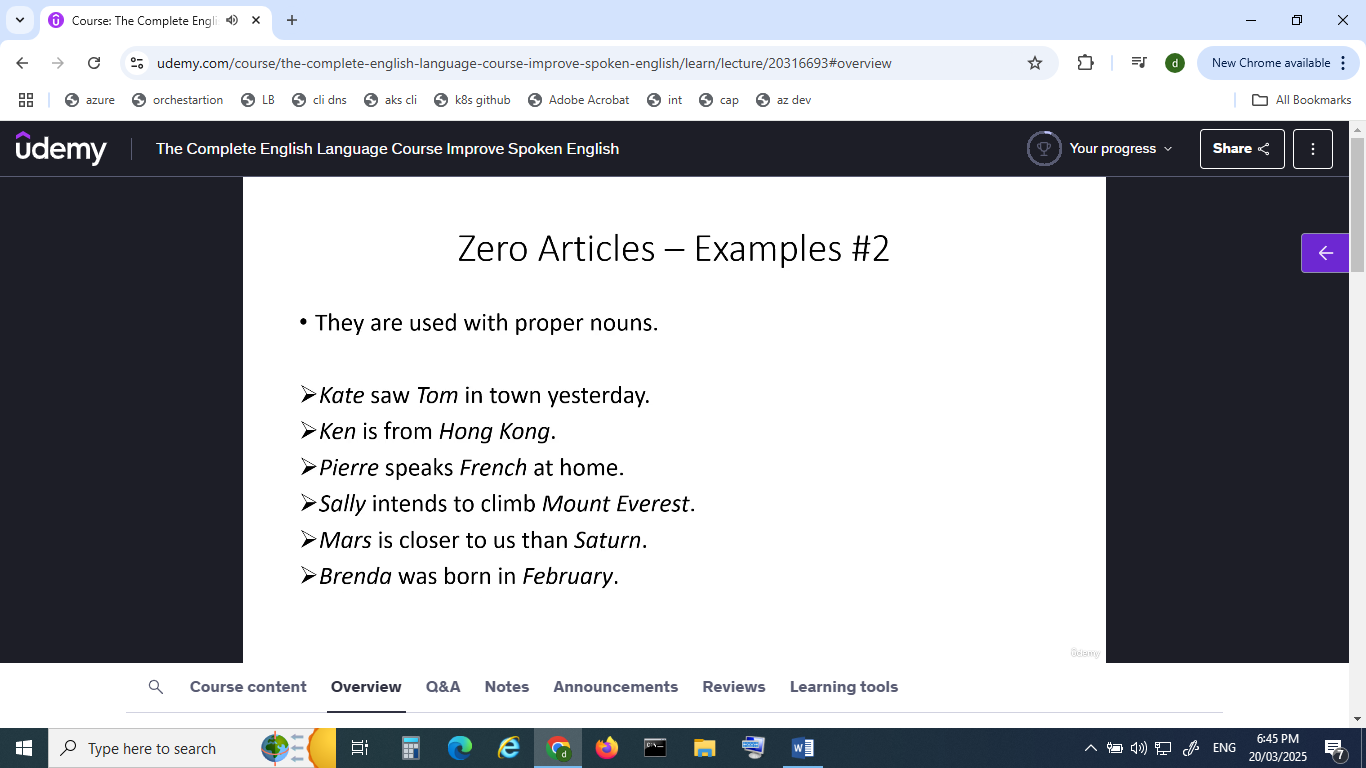 Course: The Complete Engli
udemy.com/course/the-complete-english-language-course-improve-spoken-english/learn/lecture/20316693#overview
d
New Chrome available
azure
orchestartion
LB
cli dns
aks cli
k8s github
Adobe Acrobat
int
cap
az dev
All Bookmarks
udemy
The Complete English Language Course Improve Spoken English
Your progress
Share
Zero Articles – Examples #2
• They are used with proper nouns.
➢Kate saw Tom in town yesterday.
➢Ken is from Hong Kong.
➢Pierre speaks French at home.
➢Sally intends to climb Mount Everest.
➢Mars is closer to us than Saturn.
➢Brenda was born in February.
udemy
Course content
Overview
Q&A
Notes
Announcements
Reviews
Learning tools
Type here to search
ENG
6:45 PM
20/03/2025
7